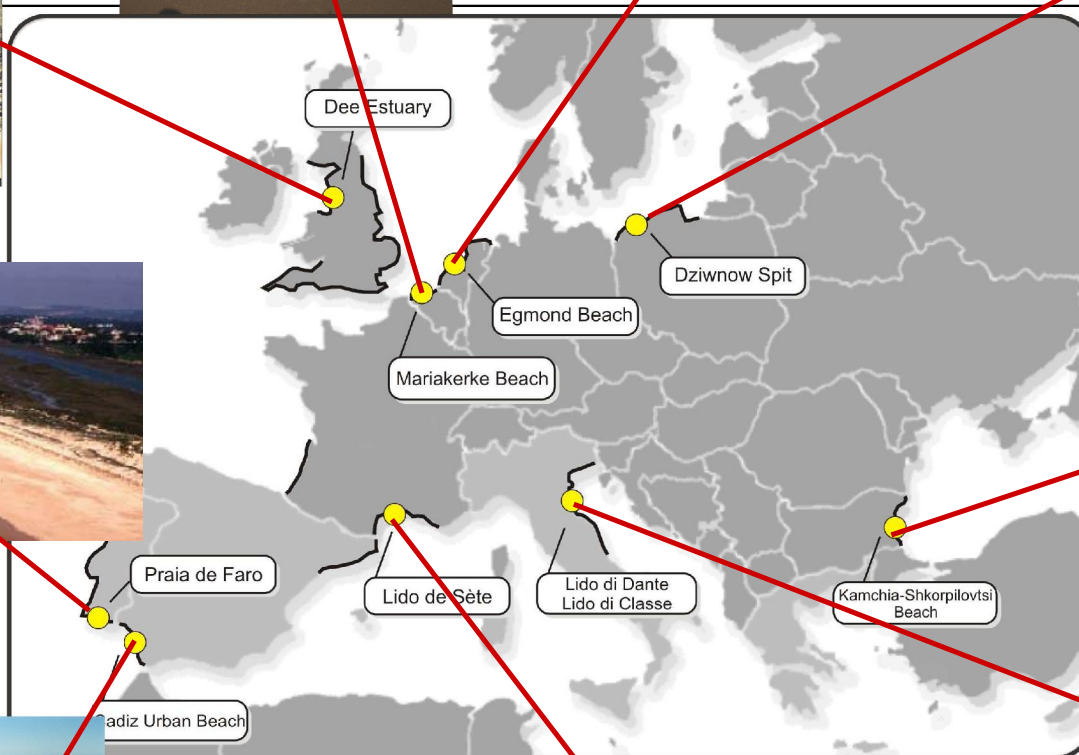 Dee Estuary
Dziwnow Spit
Egmond Beach
Mariakerke Beach
Praia de Faro
Lido de Sète
Lido di Dante
Lido di Classe
Kamchia-Shkorpilovtsi
Beach
adiz Urban Beach